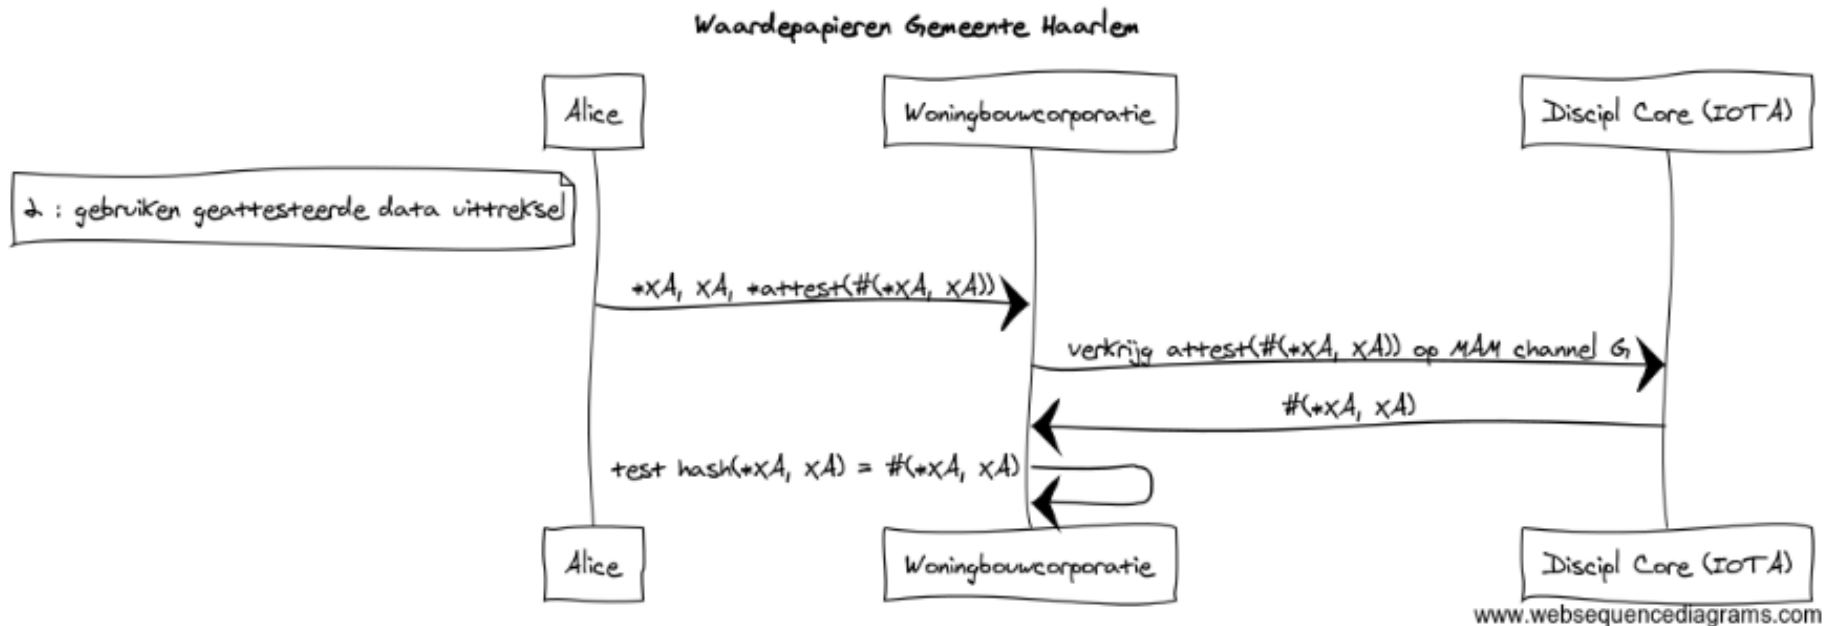 Waardepapieren Gemeente Haarlem
Alice
Woningbouwcorporatie
Discipl Core (IOTA)
2 : gebruiken geattesteerde data uittreksel
*xA, xA, *attest(#(*xA, xA))
verkrijg attest(#(*xA, xA)) op MAM channel G
#(*xA, xA)
test hash(*xA, xA) = #(*xA, xA)
Alice
Woningbouwcorporatie
Discipl Core (IOTA)
www.websequencediagrams.com